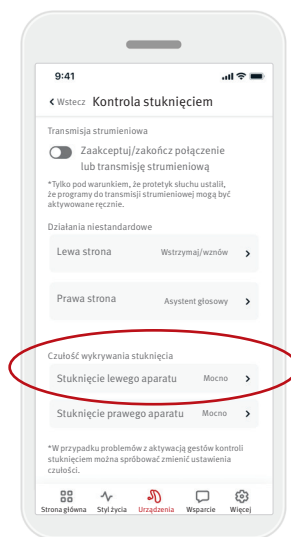 9:41
Wstecz Kontrola stuknięciem
Transmisja strumieniowa
Zaakceptuj/zakończ połączenie
lub transmisję strumieniową
*Tylko pod warunkiem, że protetyk słuchu ustalił,
że programy do transmisji strumieniowej mogą być
aktywowane ręcznie.
Działania niestandardowe
Lewa strona Wstrzymaj/wznów
Prawa strona Asystent głosowy
Czułość wykrywania stuknięcia
Stuknięcie lewego aparatu Mocno
Stuknięcie prawego aparatu Mocno
*W przypadku problemów z aktywacją gestów kontroli
stuknięciem można spróbować zmienić ustawienia
czułości.
Strona główna Styl życia Urządzenia Wsparcie Więcej